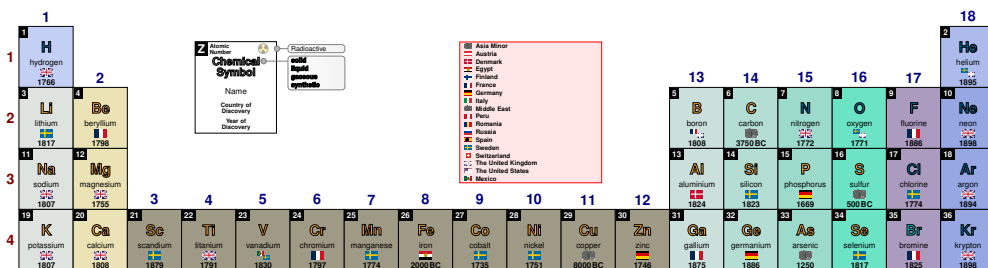 1 18
1 H hydrogen 1766
Z Atomic Number
Chemical Symbol
Name
Country of Discovery
Year of Discovery
Radioactive
solid
liquid
gaseous
synthetic
Asia Minor
Austria
Denmark
Egypt
Finland
France
Germany
Italy
Middle East
Peru
Romania
Russia
Spain
Sweden
Switzerland
The United Kingdom
The United States
Mexico
2 He helium 1895
1
2 13 14 15 16 17
3 Li lithium 1817
4 Be beryllium 1798
5 B boron 1808
6 C carbon 3750 BC
7 N nitrogen 1772
8 O oxygen 1771
9 F fluorine 1886
10 Ne neon 1898
2
11 Na sodium 1807
12 Mg magnesium 1755
13 Al aluminium 1824
14 Si silicon 1823
15 P phosphorus 1669
16 S sulfur 500 BC
17 Cl chlorine 1774
18 Ar argon 1894
3
3 4 5 6 7 8 9 10 11 12
19 K potassium 1807
20 Ca calcium 1808
21 Sc scandium 1879
22 Ti titanium 1791
23 V vanadium 1830
24 Cr chromium 1797
25 Mn manganese 1774
26 Fe iron 2000 BC
27 Co cobalt 1735
28 Ni nickel 1751
29 Cu copper 8000 BC
30 Zn zinc 1746
31 Ga gallium 1875
32 Ge germanium 1886
33 As arsenic 1250
34 Se selenium 1817
35 Br bromine 1825
36 Kr krypton 1898
4